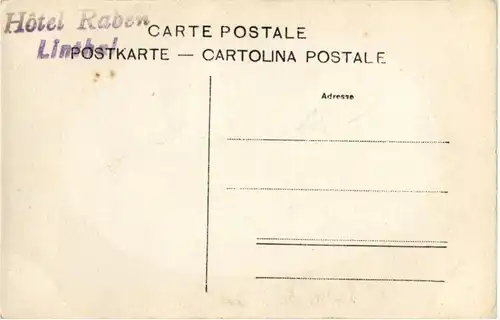 Hôtel Raben
Linthal
CARTE POSTALE
POSTKARTE — CARTOLINA POSTALE
Adresse